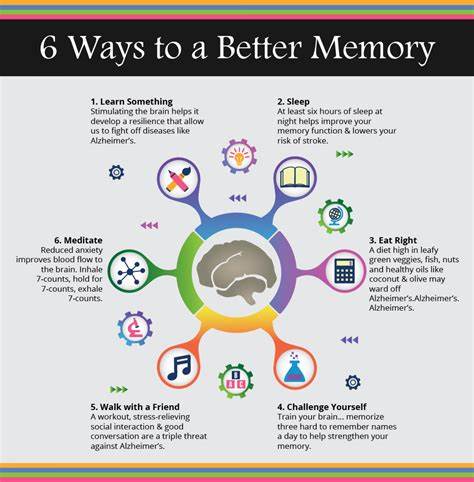 6 Ways to a Better Memory
1. Learn Something
Stimulating the brain helps it
develop a resilience that allow
us to fight off diseases like
Alzheimer's.
2. Sleep
At least six hours of sleep at
night helps improve your
memory function & lowers your
risk of stroke.
3. Eat Right
A diet high in leafy
green veggies, fish, nuts
and healthy oils like
coconut & olive may
ward off
Alzheimer's.Alzheimer's.
Alzheimer's.
4. Challenge Yourself
Train your brain... memorize
three hard to remember names
a day to help strengthen your
memory.
5. Walk with a Friend
A workout, stress-relieving
social interaction & good
conversation are a triple threat
against Alzheimer's.
6. Meditate
Reduced anxiety
improves blood flow to
the brain. Inhale
7-counts, hold for
7-counts, exhale
7-counts.
B
A C